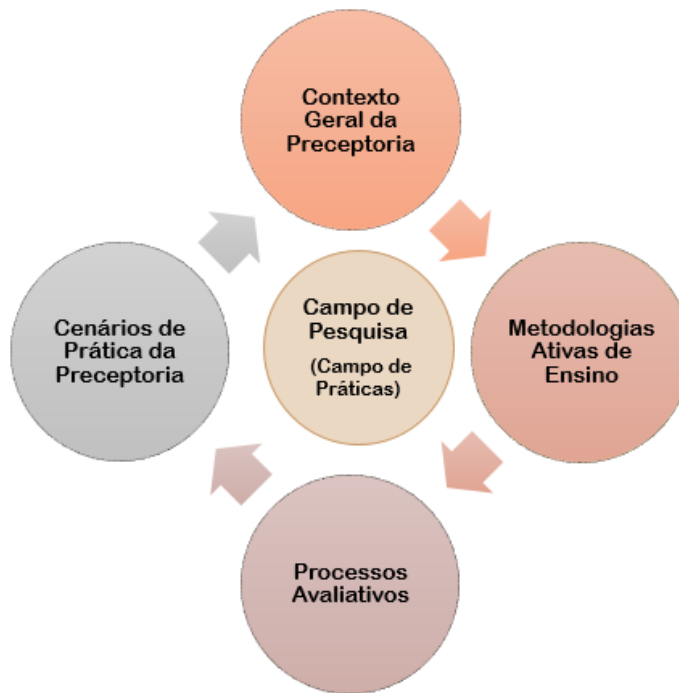 Contexto
Geral da
Preceptoria
Cenários de
Prática da
Preceptoria
Campo de
Pesquisa
(Campo de
Práticas)
Metodologias
Ativas de
Ensino
Processos
Avaliativos